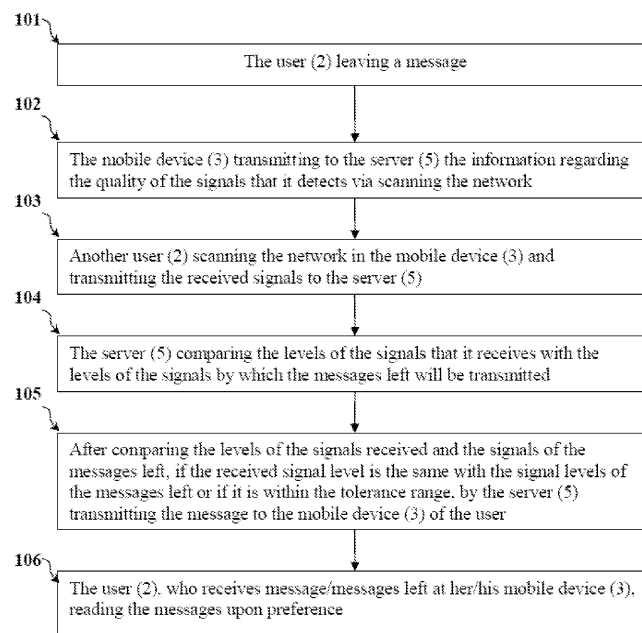 101
The user (2) leaving a message
102
The mobile device (3) transmitting to the server (5) the information regarding
the quality of the signals that it detects via scanning the network
103
Another user (2) scanning the network in the mobile device (3) and
transmitting the received signals to the server (5)
104
The server (5) comparing the levels of the signals that it receives with the
levels of the signals by which the messages left will be transmitted
105
After comparing the levels of the signals received and the signals of the
messages left, if the received signal level is the same with the signal levels of
the messages left or if it is within the tolerance range, by the server (5)
transmitting the message to the mobile device (3) of the user
106
The user (2), who receives message/messages left at her/his mobile device (3),
reading the messages upon preference